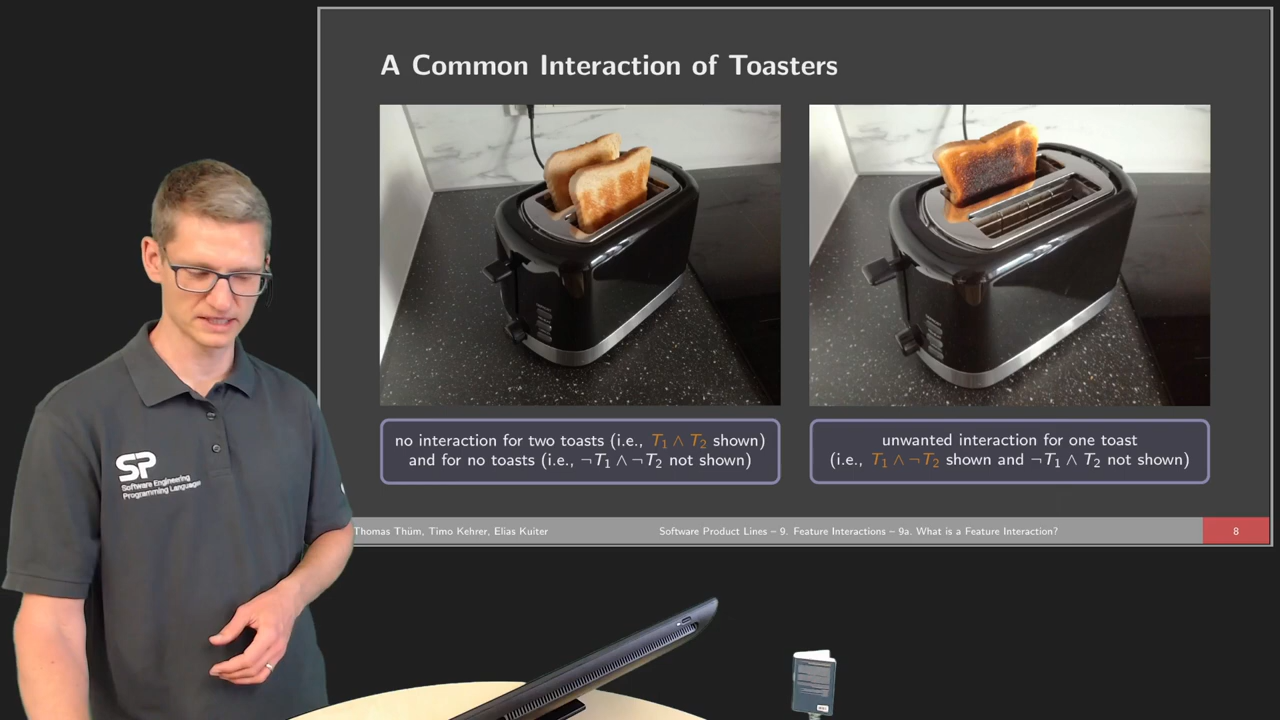 A Common Interaction of Toasters
no interaction for two toasts (i.e., T₁ ∧ T₂ shown)
and for no toasts (i.e., ¬T₁ ∧ ¬T₂ not shown)
unwanted interaction for one toast
(i.e., T₁ ∧ ¬T₂ shown and ¬T₁ ∧ T₂ not shown)
SP
Software Engineering
Programming Languages
Thomas Thüm, Timo Kehrer, Elias Kuiter
Software Product Lines – 9. Feature Interactions – 9a. What is a Feature Interaction?
8